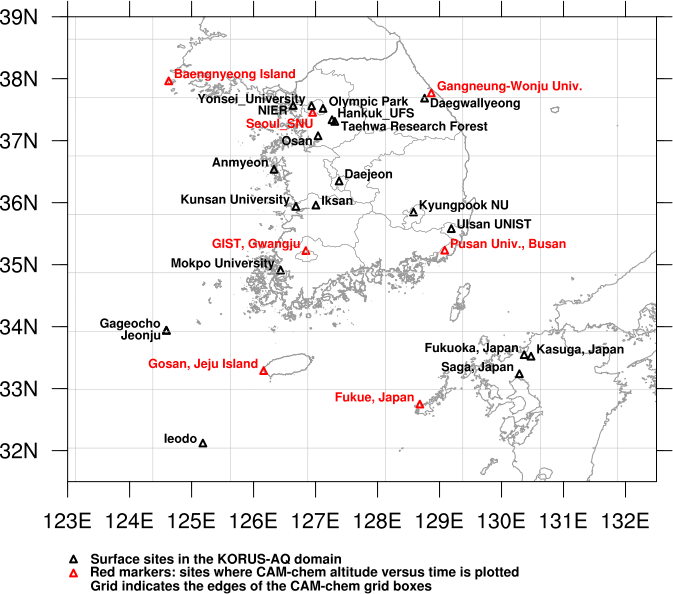 39N
38N
37N
36N
35N
34N
33N
32N
Baengnyeong Island
Gangneung-Wonju Univ.
Yonsei_University
Olympic Park
Daegwallyeong
NIER
Hankuk_UFS
Seoul_SNU
Taehwa Research Forest
Osan
Anmyeon
Daejeon
Kunsan University
Iksan
Kyungpook NU
Ulsan UNIST
GIST, Gwangju
Pusan Univ., Busan
Mokpo University
Gageocho
Jeonju
Fukuoka, Japan
Kasuga, Japan
Gosan, Jeju Island
Saga, Japan
Fukue, Japan
Ieodo
123E 124E 125E 126E 127E 128E 129E 130E 131E 132E
Surface sites in the KORUS-AQ domain
Red markers: sites where CAM-chem altitude versus time is plotted
Grid indicates the edges of the CAM-chem grid boxes